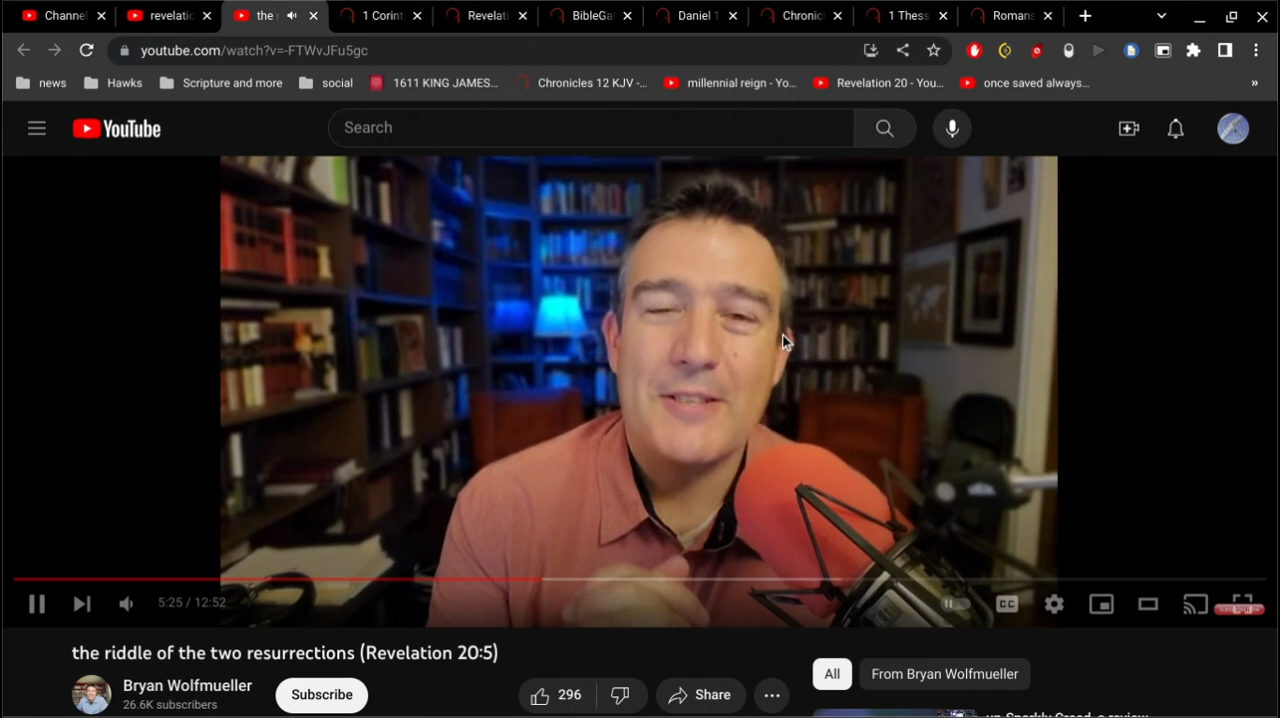 Channel
revelatio
the r
1 Corint
Revelati
BibleGa
Daniel 1
Chronicl
1 Thess
Romans
youtube.com/watch?v=-FTWvJFu5gc
news
Hawks
Scripture and more
social
1611 KING JAMES...
Chronicles 12 KJV -...
millennial reign - Yo...
Revelation 20 - You...
once saved always...
»
YouTube
Search
5:25 / 12:52
CC
the riddle of the two resurrections (Revelation 20:5)
Bryan Wolfmueller
26.6K subscribers
Subscribe
296
Share
All
From Bryan Wolfmueller